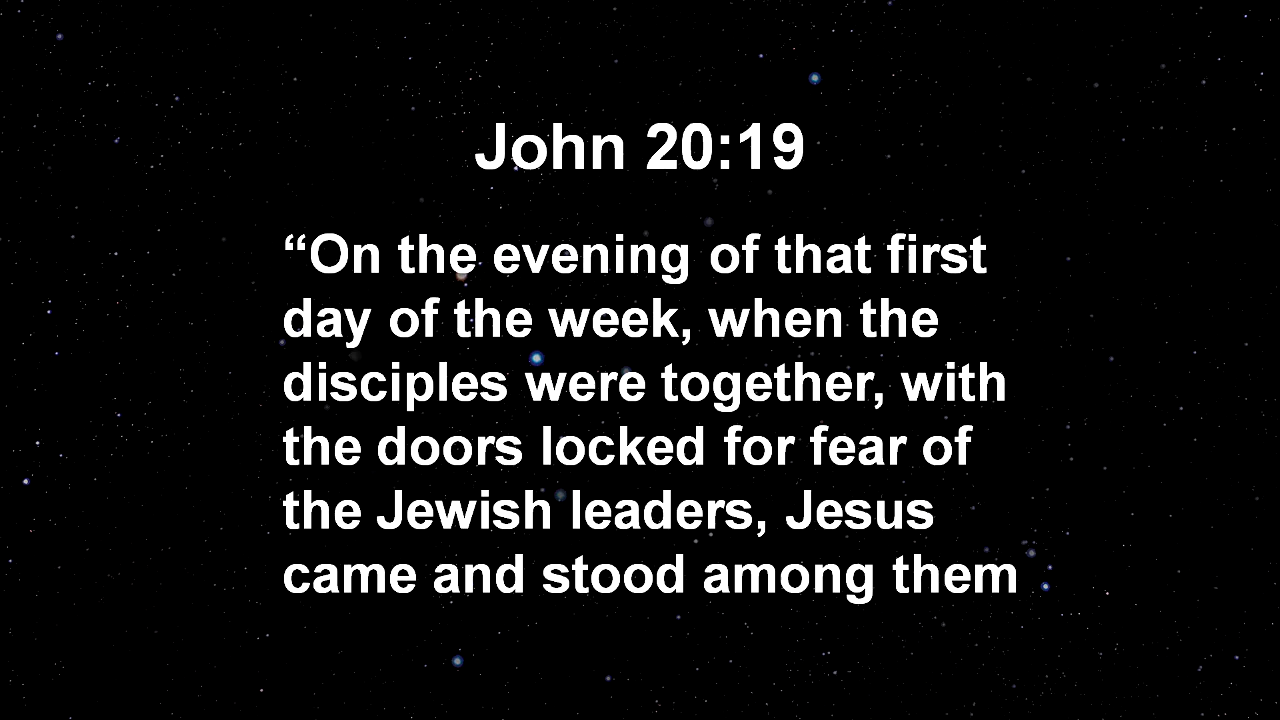 John 20:19
“On the evening of that first
day of the week, when the
disciples were together, with
the doors locked for fear of
the Jewish leaders, Jesus
came and stood among them